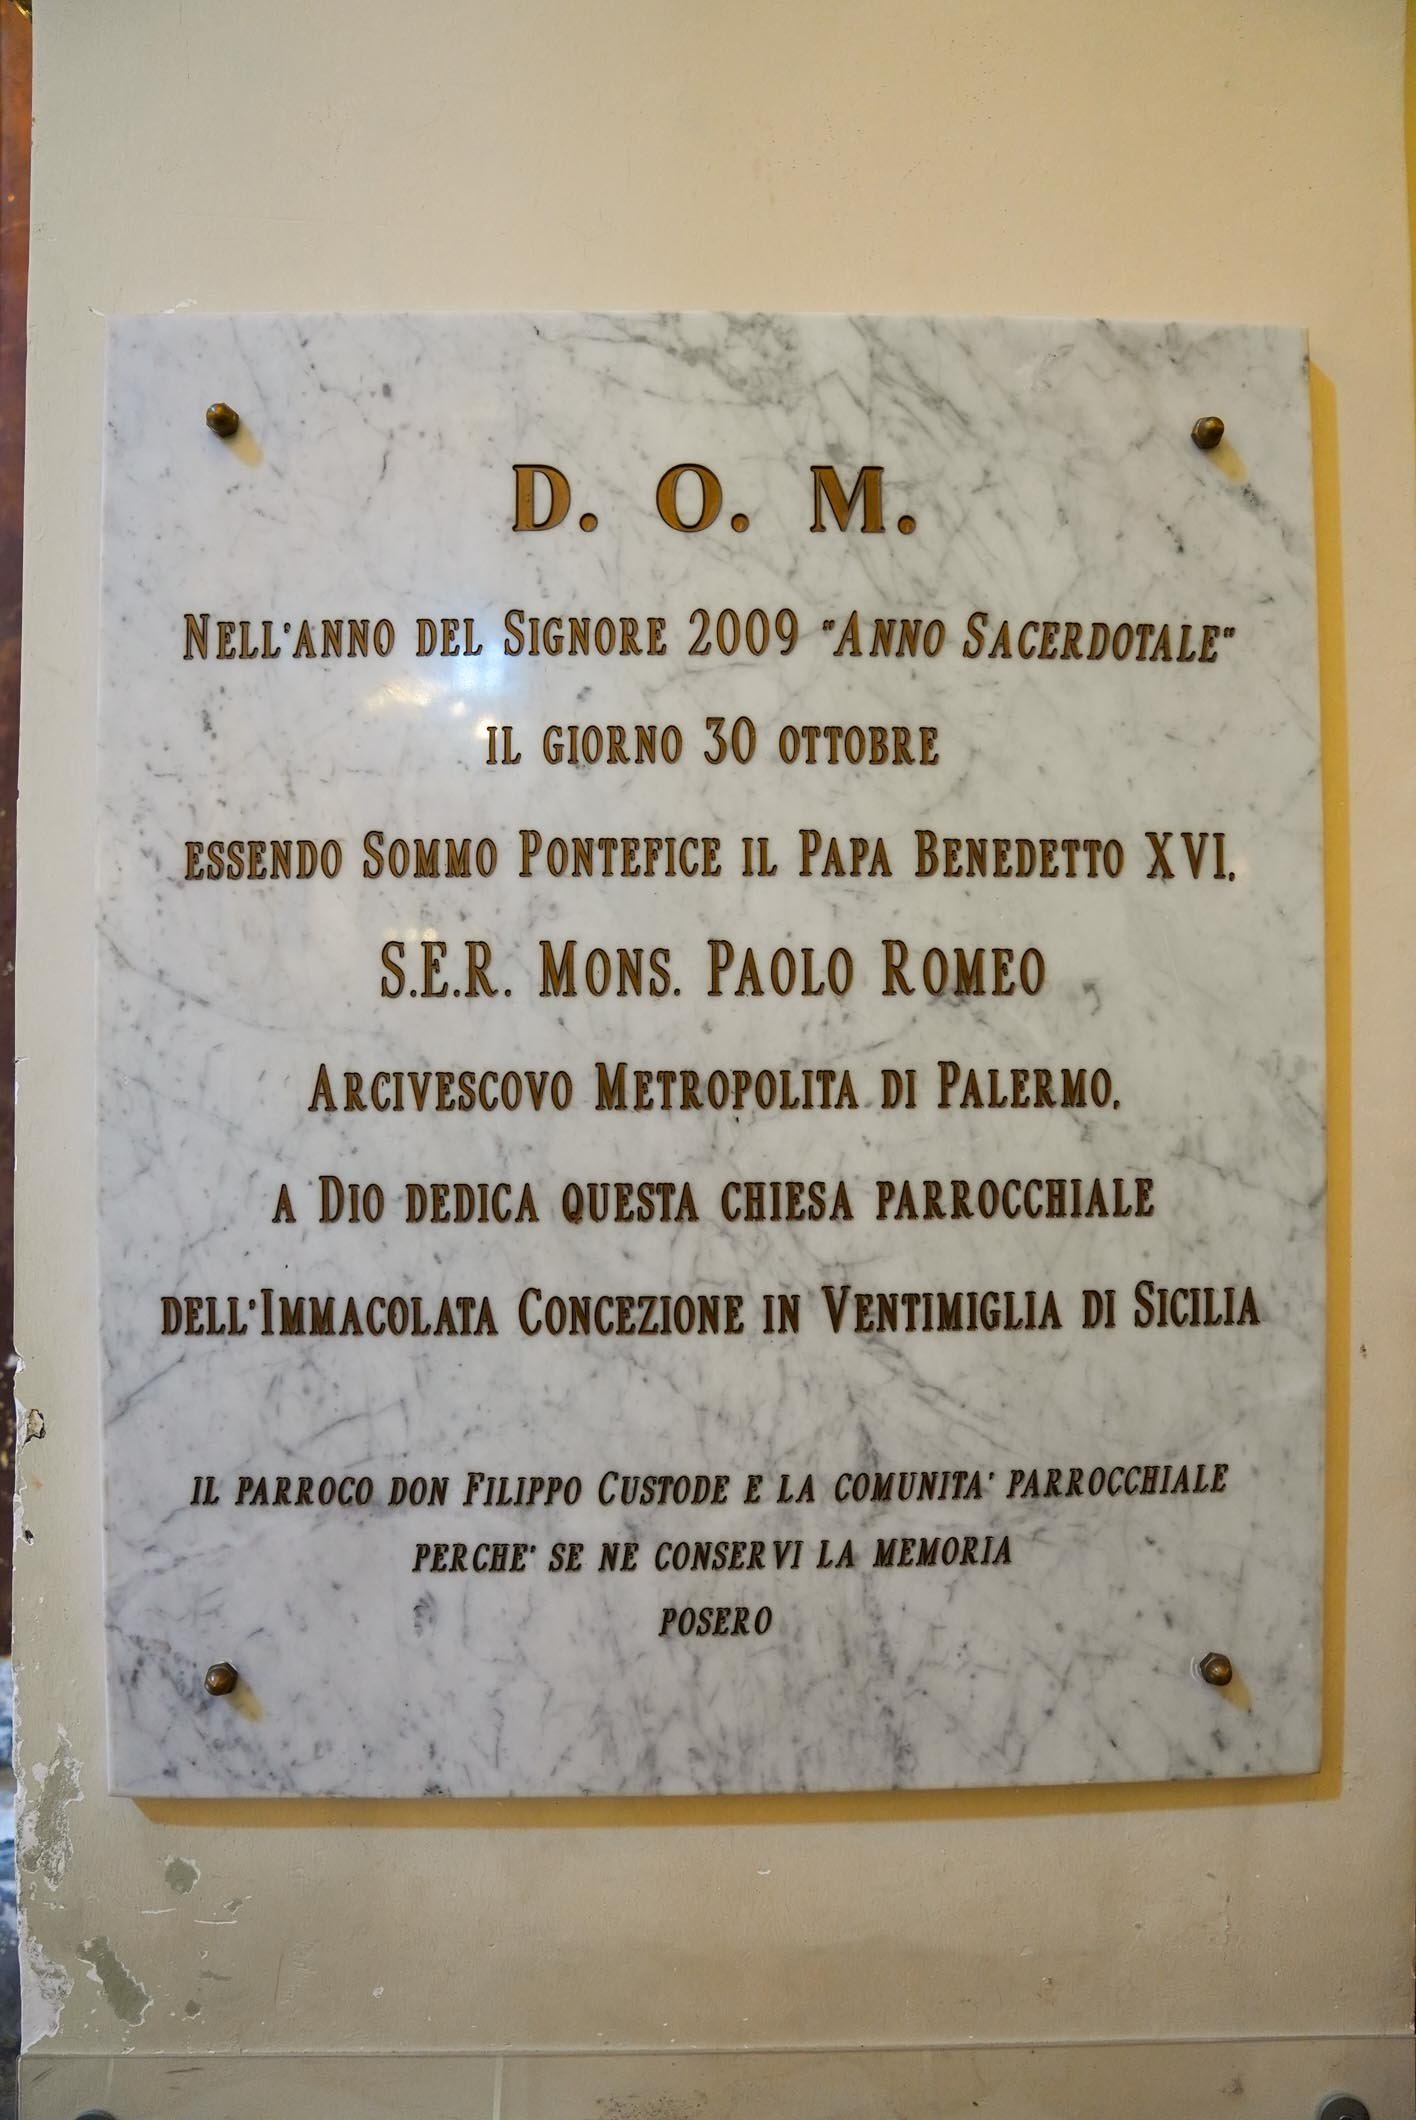 D. O. M.
NELL'ANNO DEL SIGNORE 2009 "ANNO SACERDOTALE"
IL GIORNO 30 OTTOBRE
ESSENDO SOMMO PONTEFICE IL PAPA BENEDETTO XVI,
S.E.R. MONS. PAOLO ROMEO
ARCIVESCOVO METROPOLITA DI PALERMO,
A DIO DEDICA QUESTA CHIESA PARROCCHIALE
DELL'IMMACOLATA CONCEZIONE IN VENTIMIGLIA DI SICILIA
IL PARROCO DON FILIPPO CUSTODE E LA COMUNITA' PARROCCHIALE
PERCHE' SE NE CONSERVI LA MEMORIA
POSERO